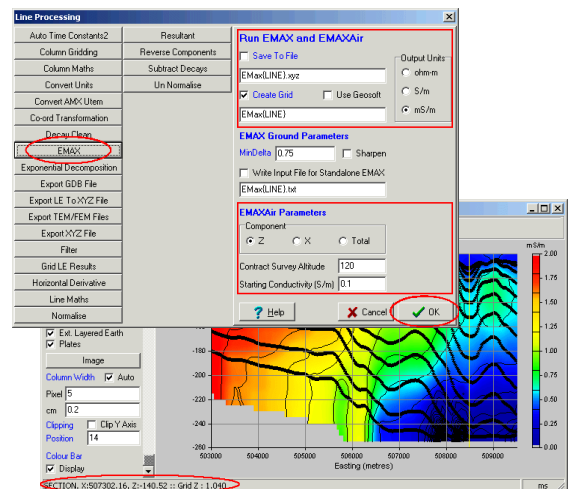 Line Processing
Auto Time Constants2
Column Gridding
Column Maths
Convert Units
Convert AMX Utem
Co-ord Transformation
Decay Clean
EMAX
Exponential Decomposition
Export GDB File
Export LE To XYZ File
Export TEM/FEM Files
Export XYZ File
Filter
Grid LE Results
Horizontal Derivative
Line Maths
Normalise
Resultant
Reverse Components
Subtract Decays
Un Normalise
Run EMAX and EMAXAir
Save To File
EMax(LINE).xyz
Create Grid Use Geosoft
EMax(LINE)
Output Units
ohm-m
S/m
mS/m
EMAX Ground Parameters
MinDelta 0.75 Sharpen
Write Input File for Standalone EMAX
EMax(LINE).txt
EMAXAir Parameters
Component
Z X Total
Contract Survey Altitude 120
Starting Conductivity (S/m) 0.1
Help Cancel OK
Ext. Layered Earth
Plates
Image
Column Width Auto
Pixel 5
cm 0.2
Clipping Clip Y Axis
Position 14
Colour Bar
Display
mS/m
2.00
1.75
1.50
1.25
1.00
0.75
0.50
0.25
0.00
-180
-200
-220
-240
-260
503000 504000 505000 506000 507000 508000 509000
Easting (metres)
SECTION, X:507302.16, Z:-140.52 :: Grid Z : 1.040
ms